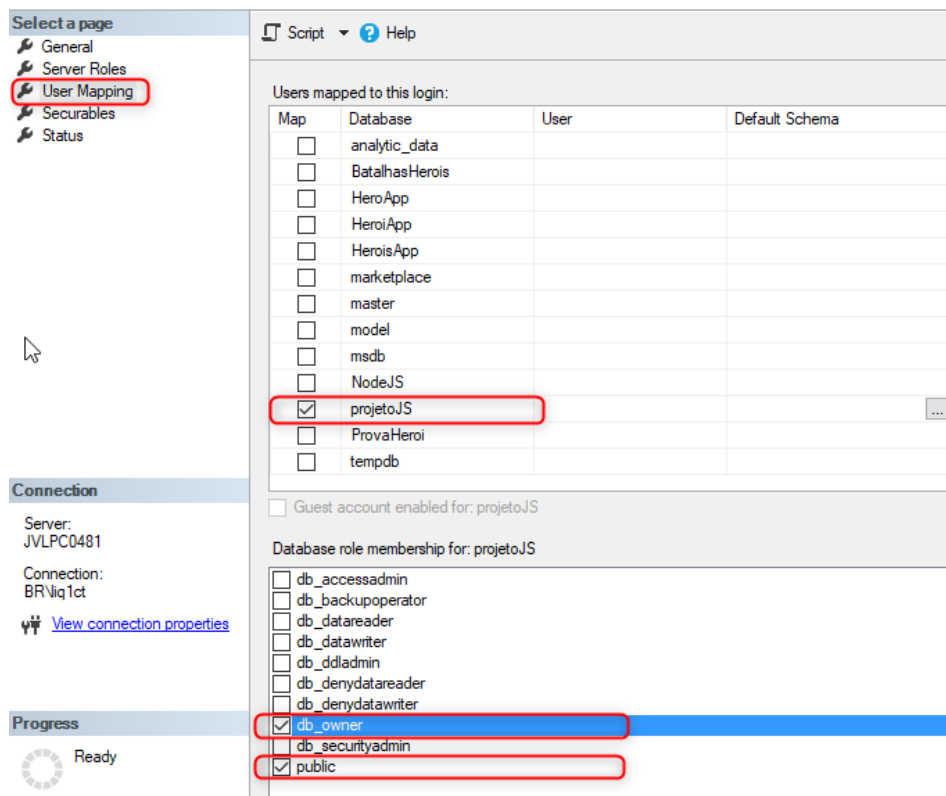 Select a page
General
Server Roles
User Mapping
Securables
Status
Script Help
Users mapped to this login:
Map Database User Default Schema
analytic_data
BatalhasHerois
HeroApp
HeroiApp
HeroisApp
marketplace
master
model
msdb
NodeJS
projetoJS ...
ProvaHeroi
tempdb
Guest account enabled for: projetoJS
Database role membership for: projetoJS
db_accessadmin
db_backupoperator
db_datareader
db_datawriter
db_ddladmin
db_denydatareader
db_denydatawriter
db_owner
db_securityadmin
public
Connection
Server:
JVLPC0481
Connection:
BR\liq1ct
View connection properties
Progress
Ready